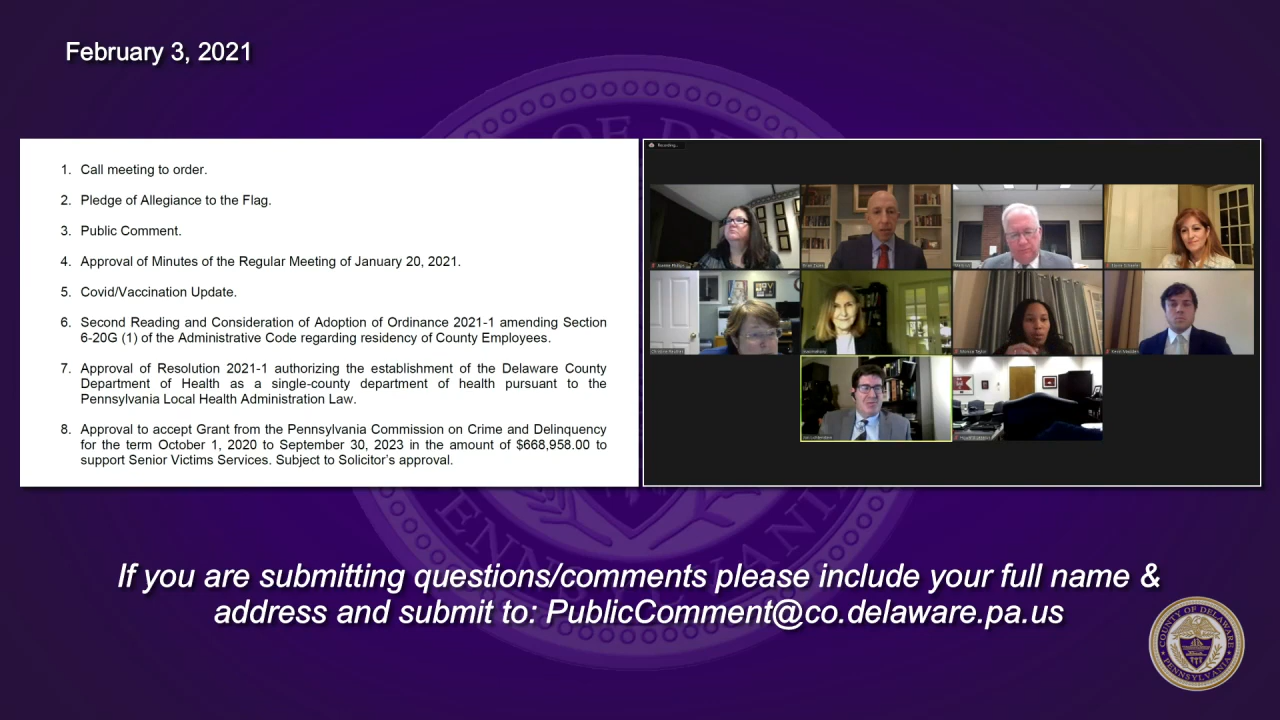 February 3, 2021
1. Call meeting to order.
2. Pledge of Allegiance to the Flag.
3. Public Comment.
4. Approval of Minutes of the Regular Meeting of January 20, 2021.
5. Covid/Vaccination Update.
6. Second Reading and Consideration of Adoption of Ordinance 2021-1 amending Section
6-20G (1) of the Administrative Code regarding residency of County Employees.
7. Approval of Resolution 2021-1 authorizing the establishment of the Delaware County
Department of Health as a single-county department of health pursuant to the
Pennsylvania Local Health Administration Law.
8. Approval to accept Grant from the Pennsylvania Commission on Crime and Delinquency
for the term October 1, 2020 to September 30, 2023 in the amount of $668,958.00 to
support Senior Victims Services. Subject to Solicitor's approval.
Recording...
If you are submitting questions/comments please include your full name &
address and submit to: PublicComment@co.delaware.pa.us
COUNTY OF DELAWARE
PENNSYLVANIA